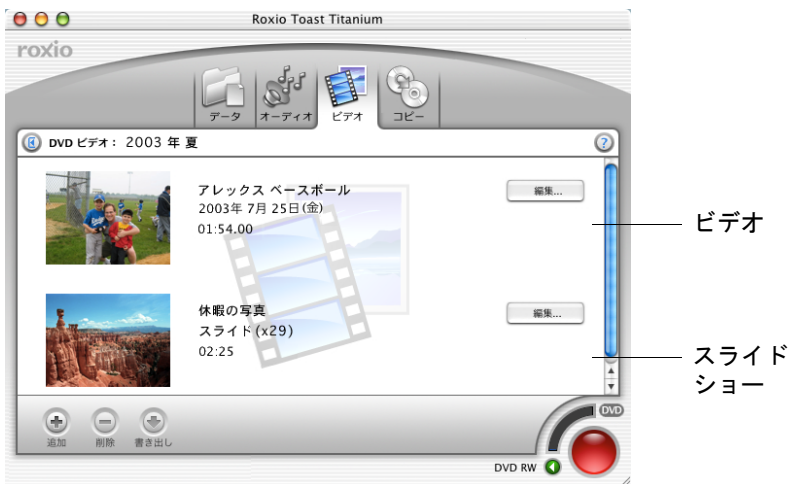 Roxio Toast Titanium
roxio
データ
オーディオ
ビデオ
コピー
DVD ビデオ： 2003 年 夏
?
アレックス ベースボール
2003年 7月 25日(金)
01:54.00
編集...
ビデオ
休暇の写真
スライド(x29)
02:25
編集...
スライド
ショー
追加
削除
書き出し
DVD
DVD RW